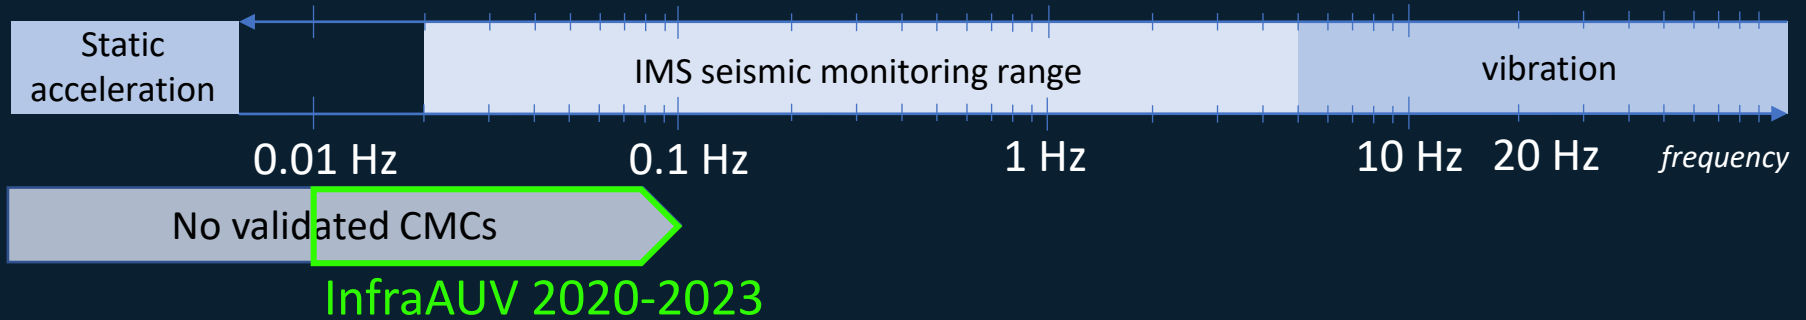 Static
acceleration
IMS seismic monitoring range
vibration
0.01 Hz
0.1 Hz
1 Hz
10 Hz
20 Hz
frequency
No validated CMCs
InfraAUV 2020-2023